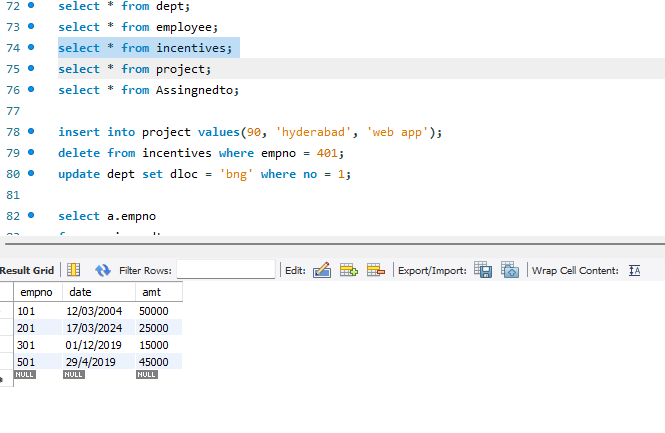 72 select * from dept;
73 select * from employee;
74 select * from incentives;
75 select * from project;
76 select * from Assingnedto;
77
78 insert into project values(90, 'hyderabad', 'web app');
79 delete from incentives where empno = 401;
80 update dept set dloc = 'bng' where no = 1;
81
82 select a.empno
Result Grid Filter Rows: Edit: Export/Import: Wrap Cell Content: IA
empno date amt
101 12/03/2004 50000
201 17/03/2024 25000
301 01/12/2019 15000
501 29/4/2019 45000
NULL NULL NULL